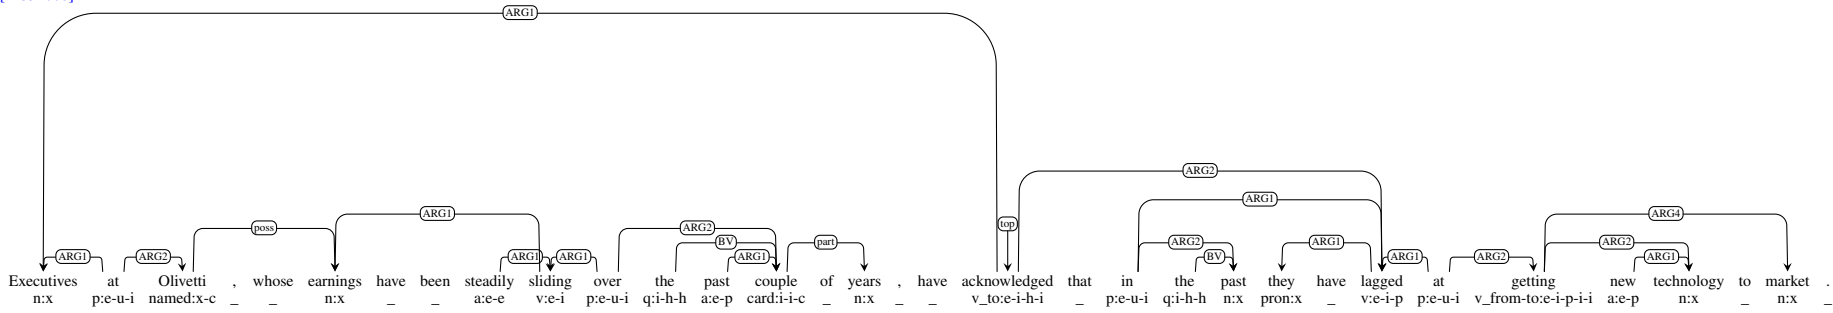 ARG1
ARG2
ARG1
top
ARG1 ARG4
poss ARG2
BV part ARG2 ARG2
ARG1 ARG2 ARG1 ARG1 ARG1 BV ARG1 ARG1 ARG2 ARG1
Executives at Olivetti , whose earnings have been steadily sliding over the past couple of years , have acknowledged that in the past they have lagged at getting new technology to market .
n:x p:e-u-i named:x-c _ _ n:x _ _ a:e-e v:e-i p:e-u-i q:i-h-h a:e-p card:i-i-c _ n:x _ _ v_to:e-i-h-i _ p:e-u-i q:i-h-h n:x pron:x _ v:e-i-p p:e-u-i v_from-to:e-i-p-i-i a:e-p n:x _ n:x _